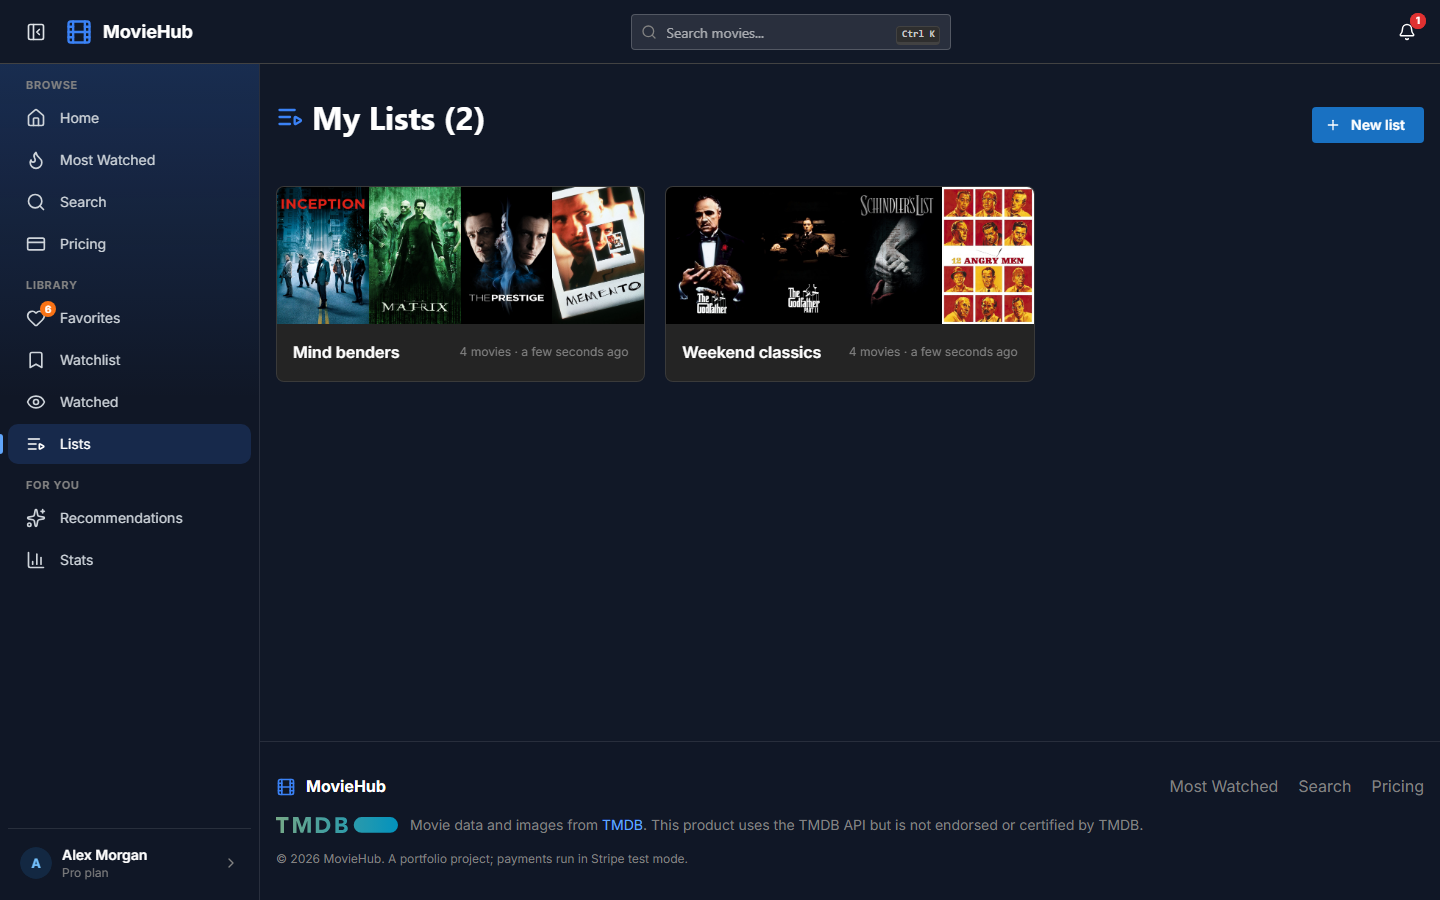 MovieHub
Search movies...
Ctrl K
1
BROWSE
Home
Most Watched
Search
Pricing
LIBRARY
6
Favorites
Watchlist
Watched
Lists
FOR YOU
Recommendations
Stats
A
Alex Morgan
Pro plan
My Lists (2)
New list
INCEPTION
MATRIX
THE PRESTIGE
MEMENTO
Mind benders
4 movies · a few seconds ago
The Godfather
The Godfather PART II
SCHINDLER'S LIST
12 ANGRY MEN
Weekend classics
4 movies · a few seconds ago
MovieHub
Most Watched
Search
Pricing
TMDB
Movie data and images from TMDB. This product uses the TMDB API but is not endorsed or certified by TMDB.
© 2026 MovieHub. A portfolio project; payments run in Stripe test mode.